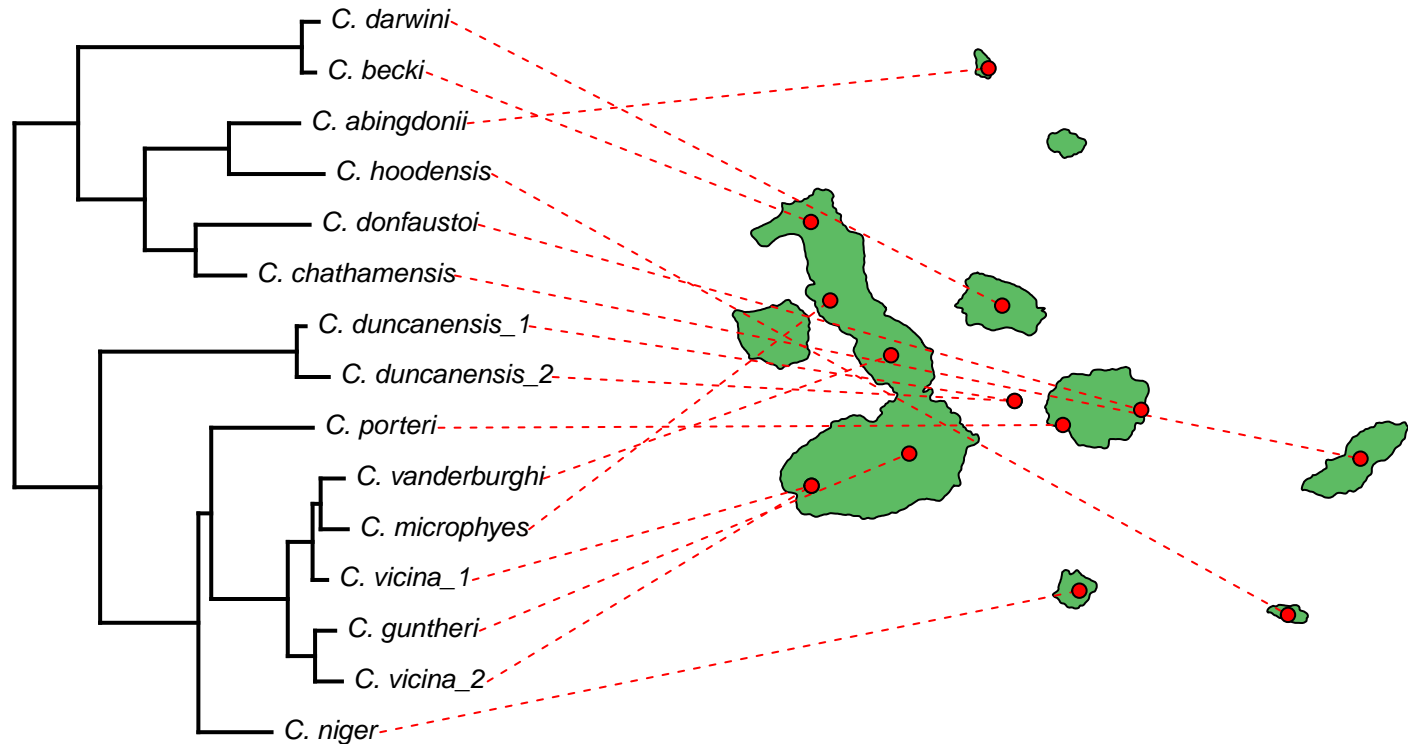 C. darwini
C. becki
C. abingdonii
C. hoodensis
C. donfaustoi
C. chathamensis
C. duncanensis_1
C. duncanensis_2
C. porteri
C. vanderburghi
C. microphyes
C. vicina_1
C. guntheri
C. vicina_2
C. niger